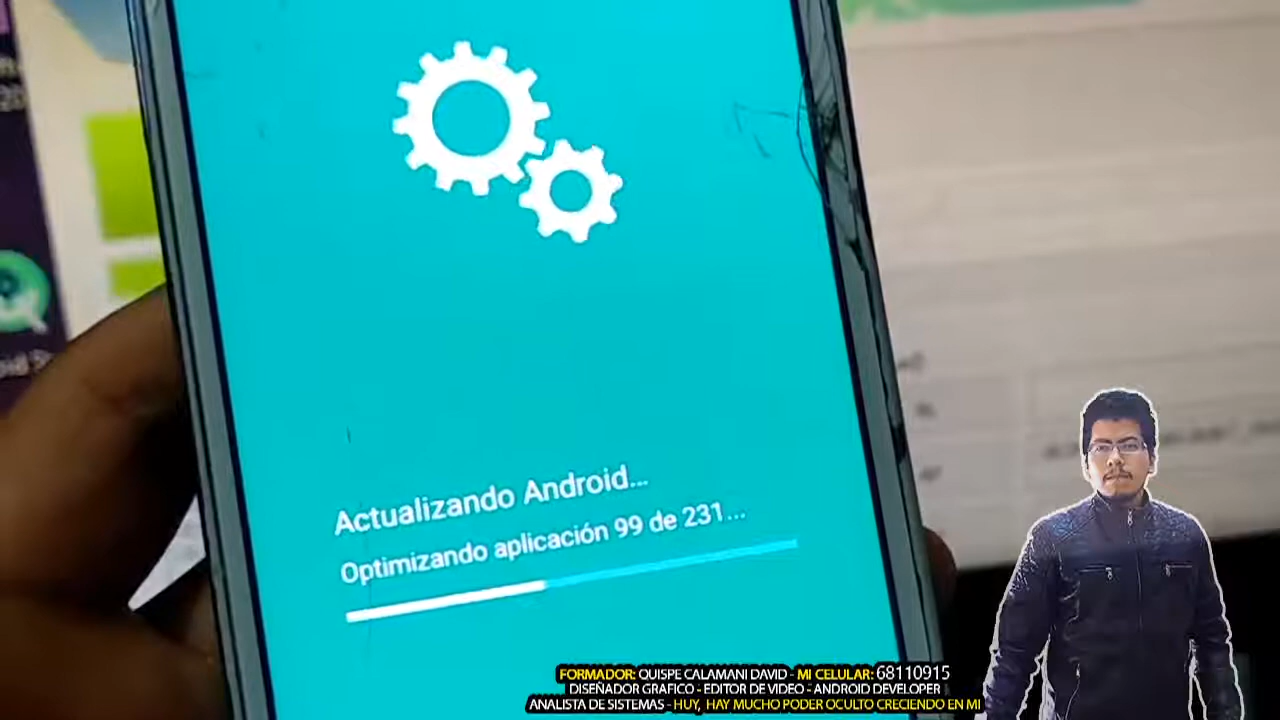 Actualizando Android...
Optimizando aplicación 99 de 231...
FORMADOR: QUISPE CALAMANI DAVID - MI CELULAR: 68110915
DISEÑADOR GRAFICO - EDITOR DE VIDEO - ANDROID DEVELOPER
ANALISTA DE SISTEMAS - HUY, HAY MUCHO PODER OCULTO CRECIENDO EN MI